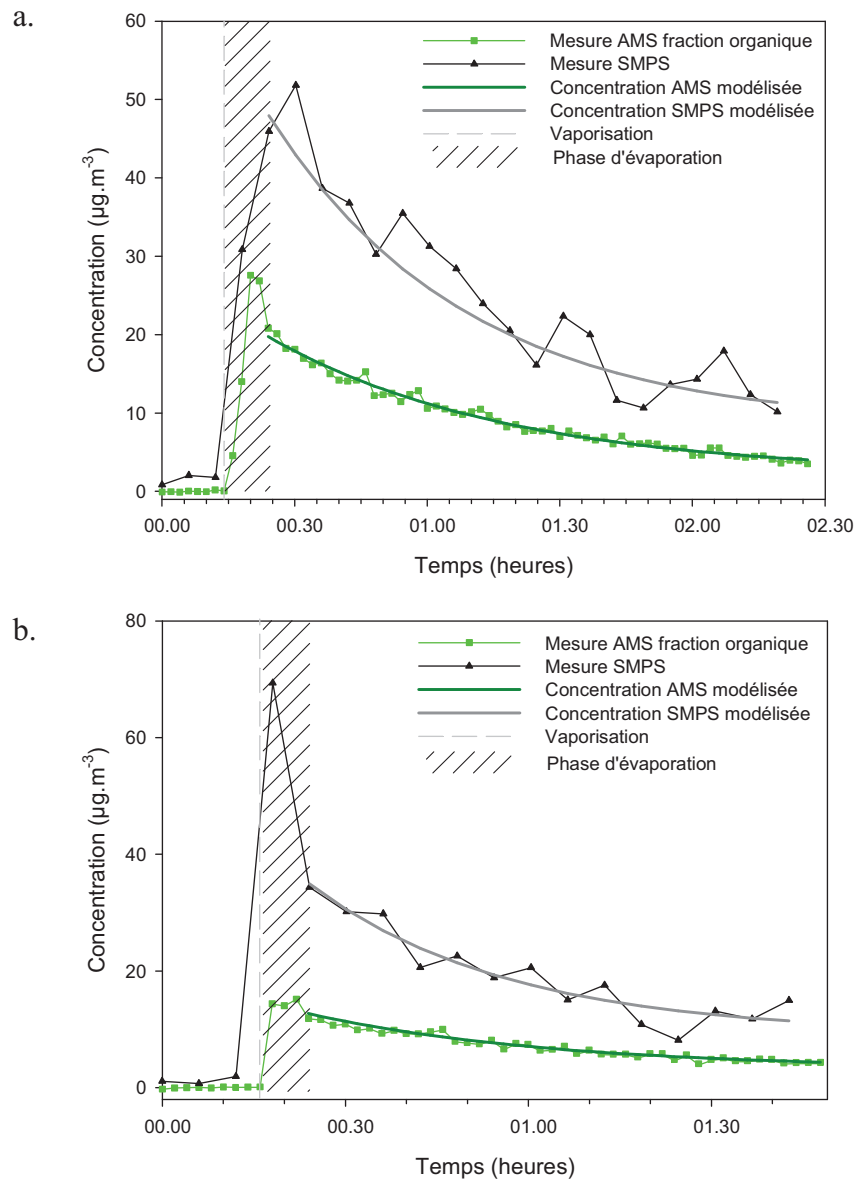 a.
60
50
40
30
20
10
0
Concentration (µg.m-3)
Mesure AMS fraction organique
Mesure SMPS
Concentration AMS modélisée
Concentration SMPS modélisée
Vaporisation
Phase d'évaporation
00.00 00.30 01.00 01.30 02.00 02.30
Temps (heures)
b.
80
60
40
20
0
Concentration (µg.m-3)
Mesure AMS fraction organique
Mesure SMPS
Concentration AMS modélisée
Concentration SMPS modélisée
Vaporisation
Phase d'évaporation
00.00 00.30 01.00 01.30
Temps (heures)